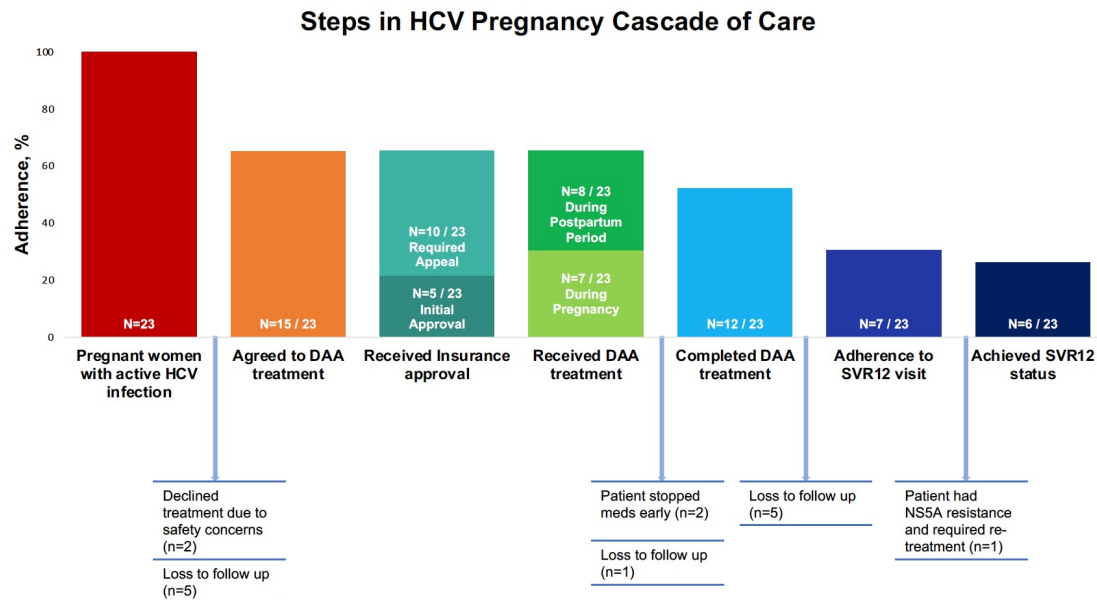 Steps in HCV Pregnancy Cascade of Care
Adherence, %
100
80
60
40
20
0
N=23
N=15 / 23
N=10 / 23
Required
Appeal
N=5 / 23
Initial
Approval
N=8 / 23
During
Postpartum
Period
N=7 / 23
During
Pregnancy
N=12 / 23
N=7 / 23
N=6 / 23
Pregnant women
with active HCV
infection
Agreed to DAA
treatment
Received Insurance
approval
Received DAA
treatment
Completed DAA
treatment
Adherence to
SVR12 visit
Achieved SVR12
status
Declined
treatment due to
safety concerns
(n=2)
Loss to follow up
(n=5)
Patient stopped
meds early (n=2)
Loss to follow up
(n=1)
Loss to follow up
(n=5)
Patient had
NS5A resistance
and required re-
treatment (n=1)